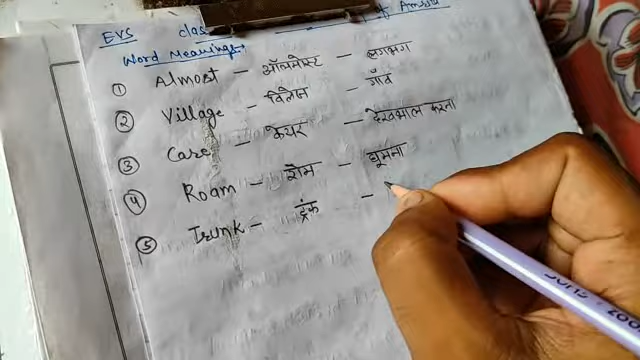 EVS clas
Word Meanings:
① Almost – ऑलमोस्ट – लगभग
② Village – विलेज – गाँव
③ Care – केयर – देखभाल करना
④ Roam – रोम – घूमना
⑤ Trunk – ट्रंक –